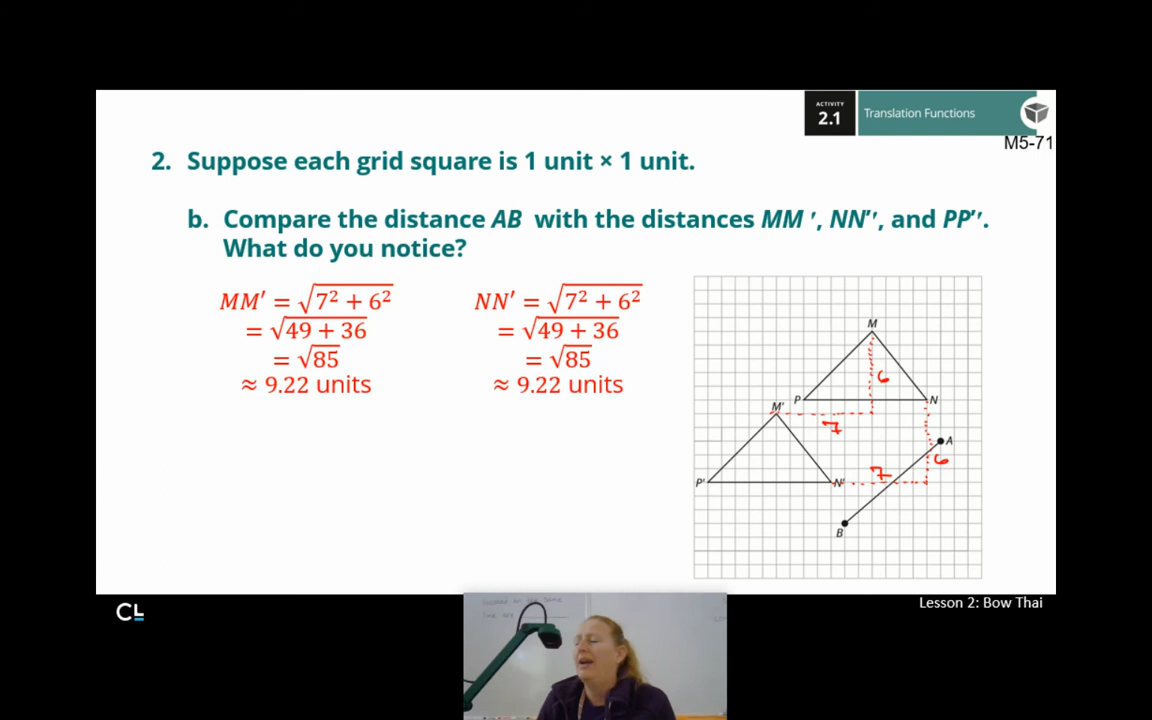 ACTIVITY
2.1
Translation Functions
M5-71
2. Suppose each grid square is 1 unit × 1 unit.
b. Compare the distance AB with the distances MM ′, NN′′, and PP′′.
What do you notice?
MM′ = √(7² + 6²)
= √(49 + 36)
= √85
≈ 9.22 units
NN′ = √(7² + 6²)
= √(49 + 36)
= √85
≈ 9.22 units
M
6
P
N
M'
7
A
6
7
P'
N'
B
CL
Lesson 2: Bow Thai